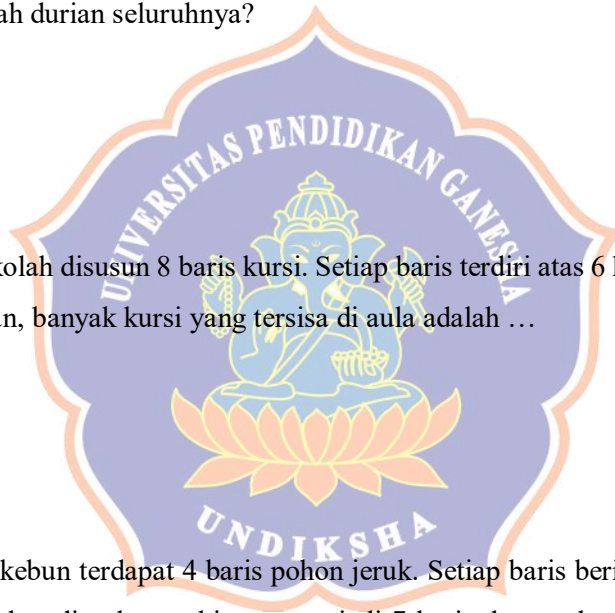 ah durian seluruhnya?
UNIVERSITAS PENDIDIKAN GANESHA
olah disusun 8 baris kursi. Setiap baris terdiri atas 6
n, banyak kursi yang tersisa di aula adalah …
UNDIKSHA
kebun terdapat 4 baris pohon jeruk. Setiap baris beri